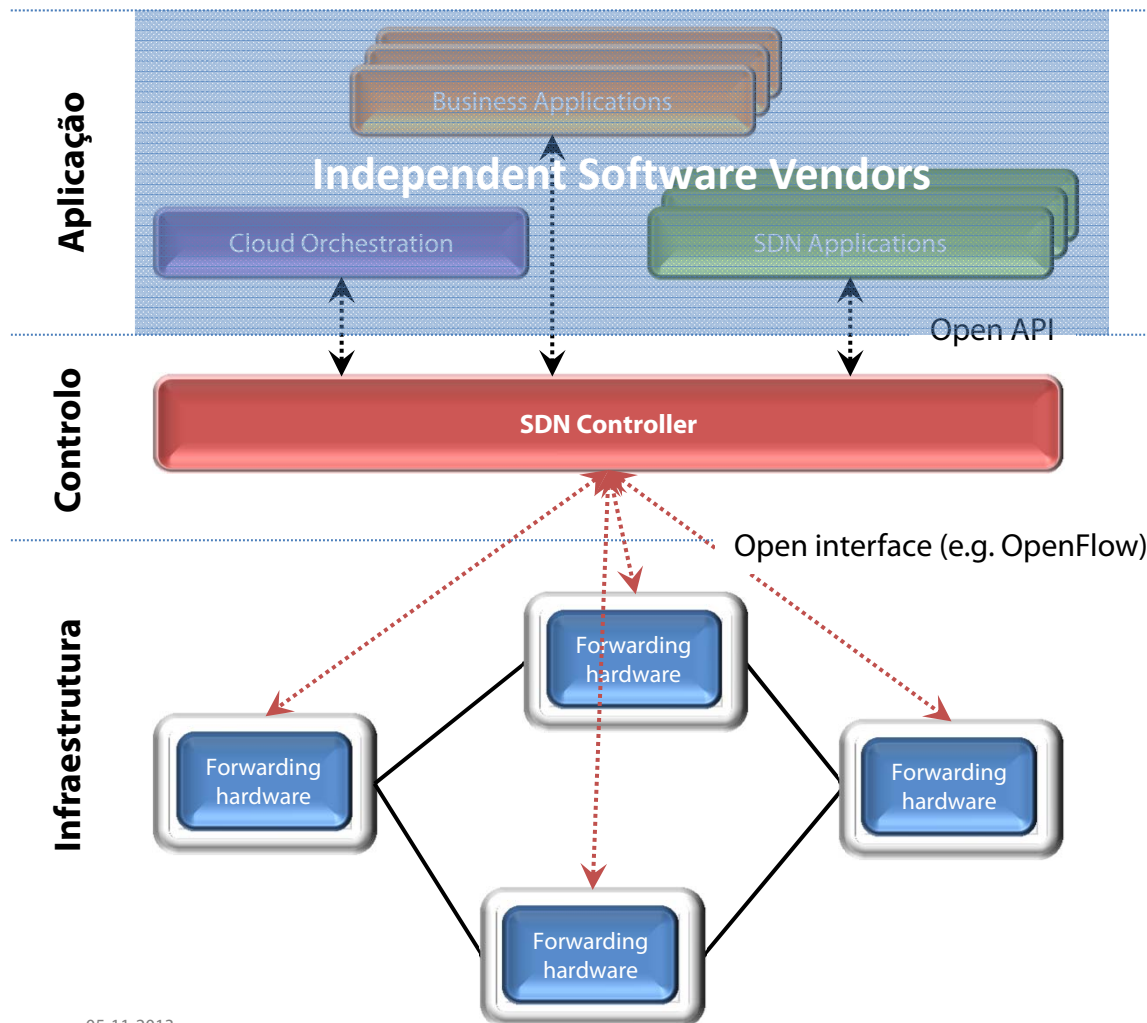 Aplicação
Business Applications
Independent Software Vendors
Cloud Orchestration
SDN Applications
Open API
Controlo
SDN Controller
Open interface (e.g. OpenFlow)
Infraestrutura
Forwarding
hardware
Forwarding
hardware
Forwarding
hardware
Forwarding
hardware